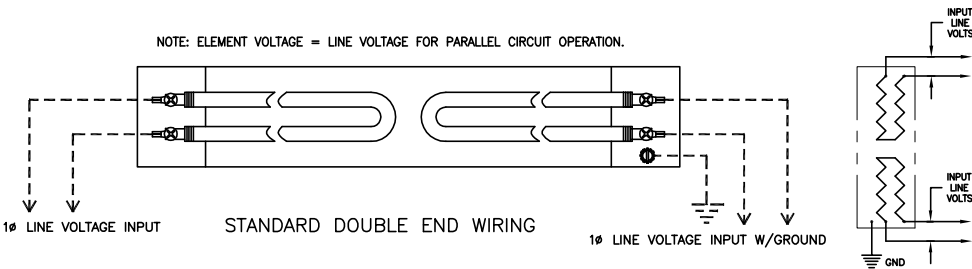 NOTE: ELEMENT VOLTAGE = LINE VOLTAGE FOR PARALLEL CIRCUIT OPERATION.
INPUT
LINE
VOLTS
1ø LINE VOLTAGE INPUT
STANDARD DOUBLE END WIRING
1ø LINE VOLTAGE INPUT W/GROUND
INPUT
LINE
VOLTS
GND